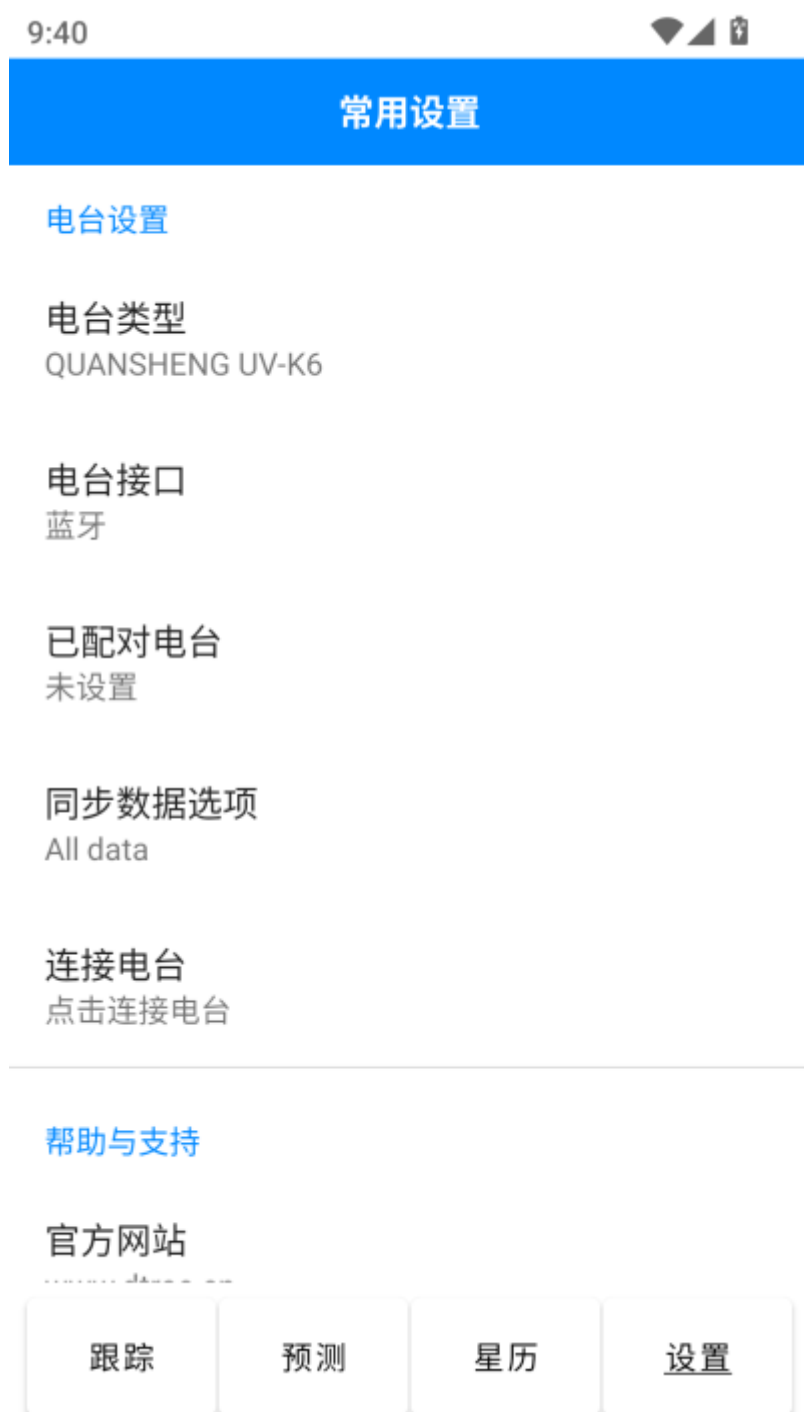 9:40
常用设置
电台设置
电台类型
QUANSHENG UV-K6
电台接口
蓝牙
已配对电台
未设置
同步数据选项
All data
连接电台
点击连接电台
帮助与支持
官方网站
跟踪
预测
星历
设置